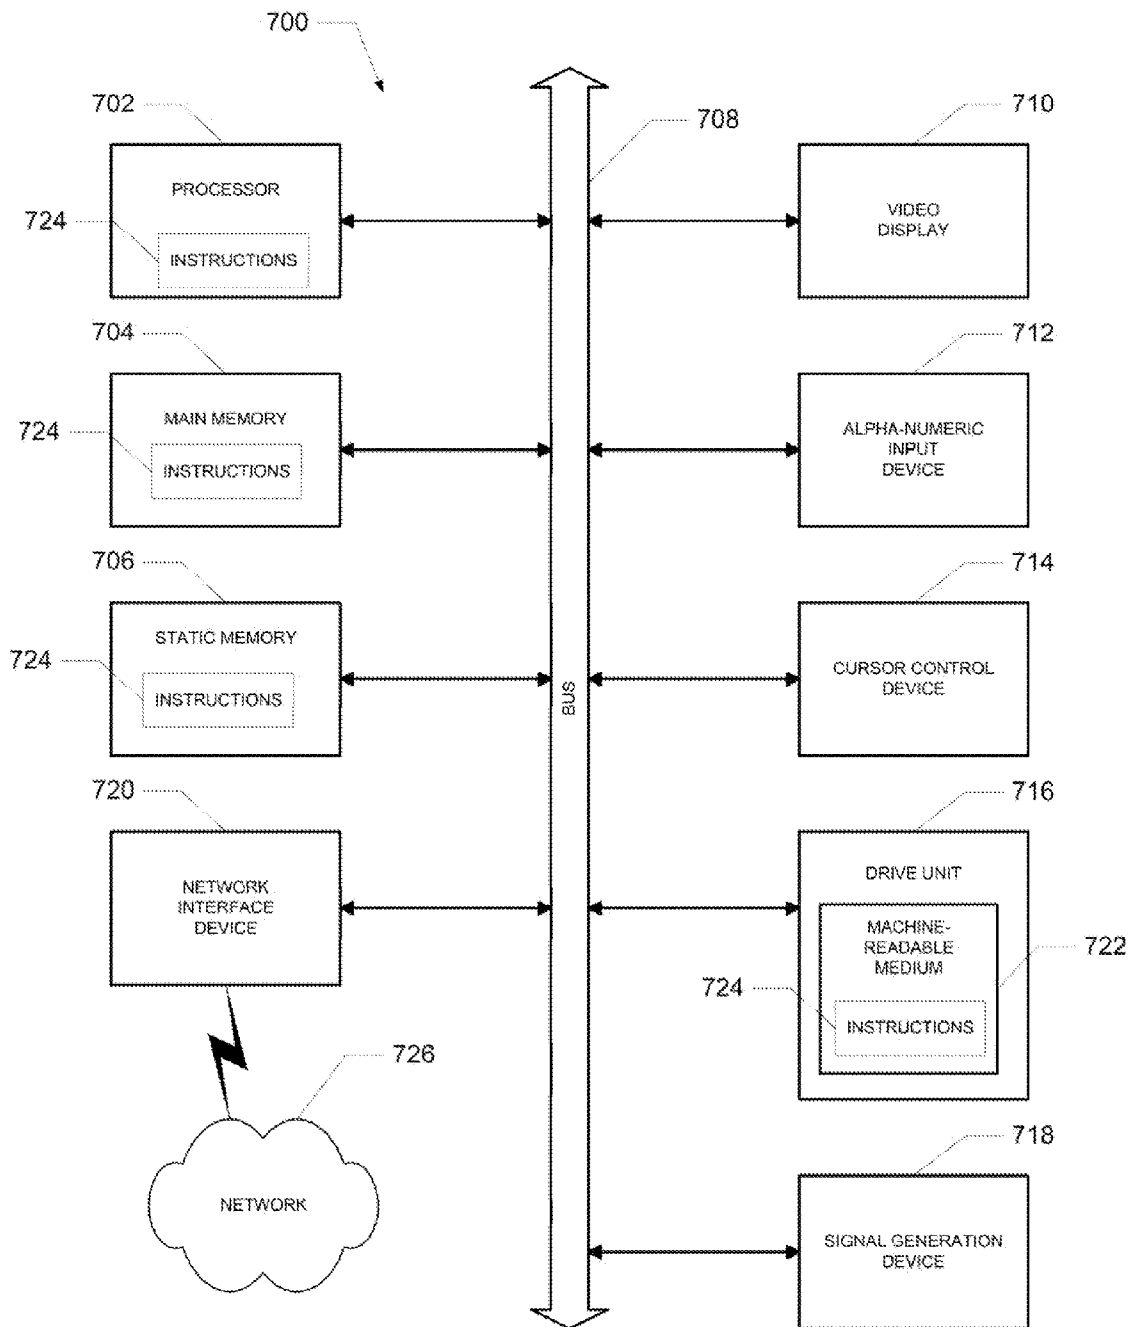 700
702
PROCESSOR
724
INSTRUCTIONS
704
MAIN MEMORY
724
INSTRUCTIONS
706
STATIC MEMORY
724
INSTRUCTIONS
720
NETWORK
INTERFACE
DEVICE
726
NETWORK
708
BUS
710
VIDEO
DISPLAY
712
ALPHA-NUMERIC
INPUT
DEVICE
714
CURSOR CONTROL
DEVICE
716
DRIVE UNIT
MACHINE-
READABLE
MEDIUM
722
724
INSTRUCTIONS
718
SIGNAL GENERATION
DEVICE